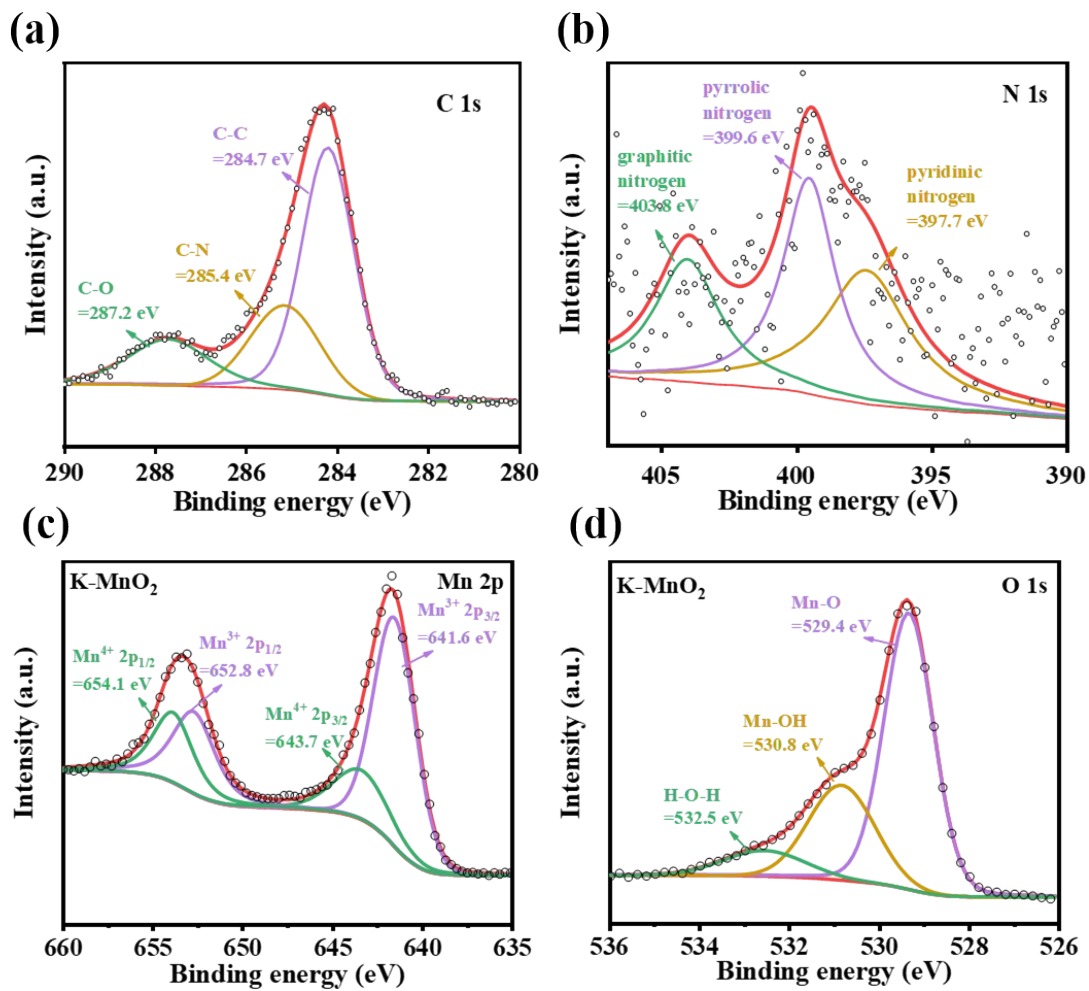 (a)
C 1s
C-C
=284.7 eV
C-N
=285.4 eV
C-O
=287.2 eV
Intensity (a.u.)
290 288 286 284 282 280
Binding energy (eV)
(b)
N 1s
pyrrolic
nitrogen
=399.6 eV
graphitic
nitrogen
=403.8 eV
pyridinic
nitrogen
=397.7 eV
Intensity (a.u.)
405 400 395 390
Binding energy (eV)
(c)
K-MnO₂
Mn 2p
Mn³⁺ 2p₃/₂
=641.6 eV
Mn³⁺ 2p₁/₂
=652.8 eV
Mn⁴⁺ 2p₁/₂
=654.1 eV
Mn⁴⁺ 2p₃/₂
=643.7 eV
Intensity (a.u.)
660 655 650 645 640 635
Binding energy (eV)
(d)
K-MnO₂
O 1s
Mn-O
=529.4 eV
Mn-OH
=530.8 eV
H-O-H
=532.5 eV
Intensity (a.u.)
536 534 532 530 528 526
Binding energy (eV)